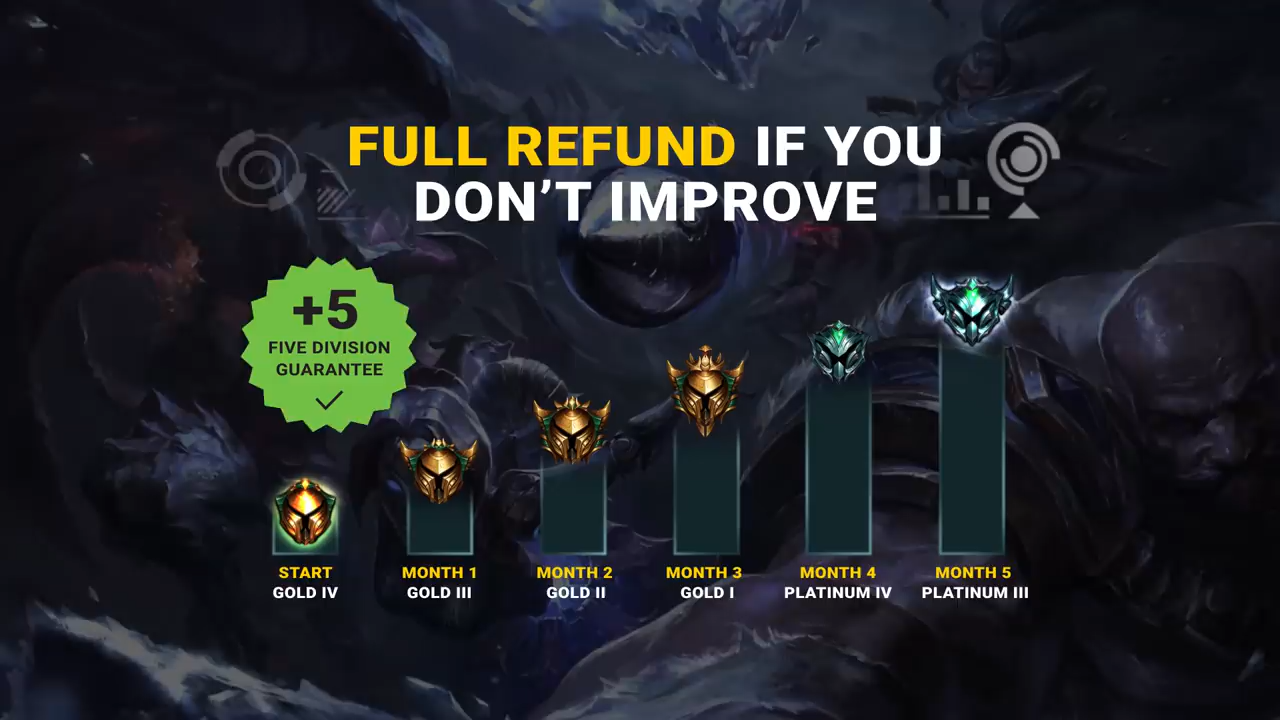 FULL REFUND IF YOU
DON’T IMPROVE
+5
FIVE DIVISION
GUARANTEE
START
GOLD IV
MONTH 1
GOLD III
MONTH 2
GOLD II
MONTH 3
GOLD I
MONTH 4
PLATINUM IV
MONTH 5
PLATINUM III